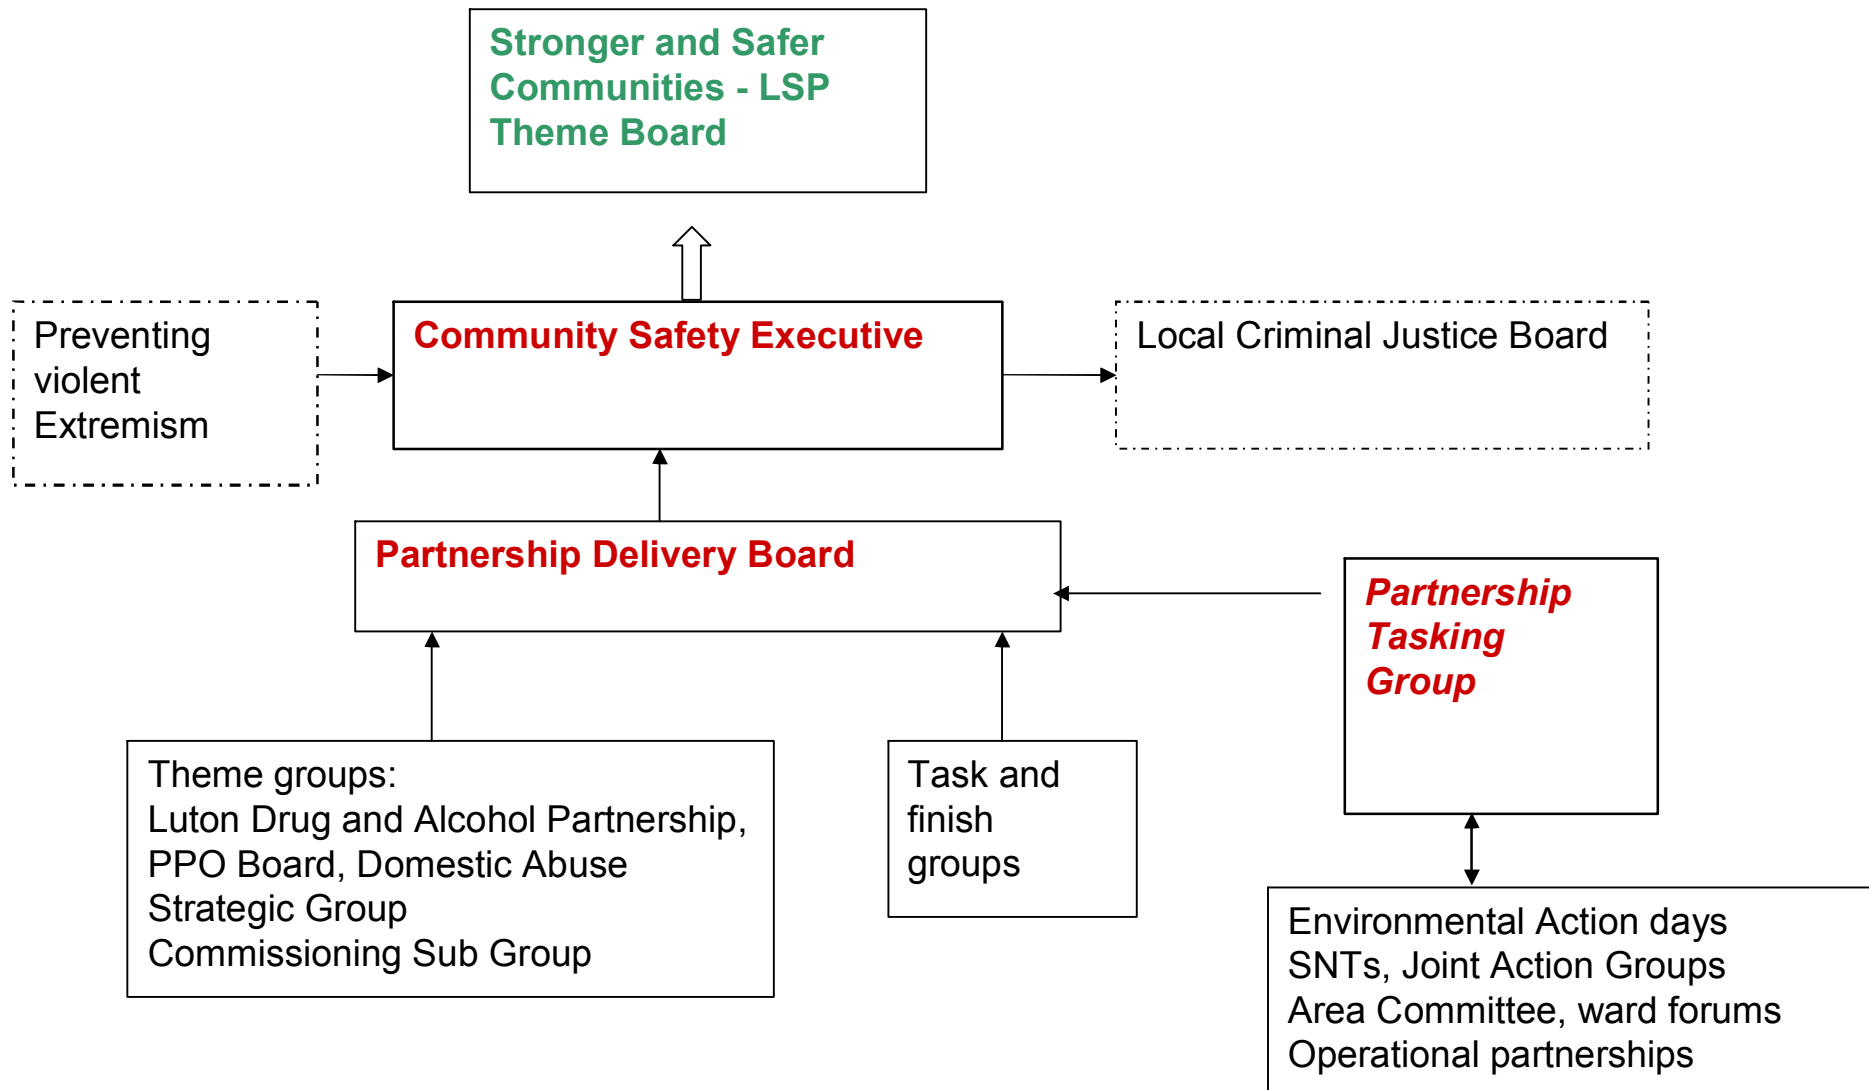 Stronger and Safer
Communities - LSP
Theme Board
Preventing
violent
Extremism
Community Safety Executive
Local Criminal Justice Board
Partnership Delivery Board
Partnership
Tasking
Group
Theme groups:
Luton Drug and Alcohol Partnership,
PPO Board, Domestic Abuse
Strategic Group
Commissioning Sub Group
Task and
finish
groups
Environmental Action days
SNTs, Joint Action Groups
Area Committee, ward forums
Operational partnerships